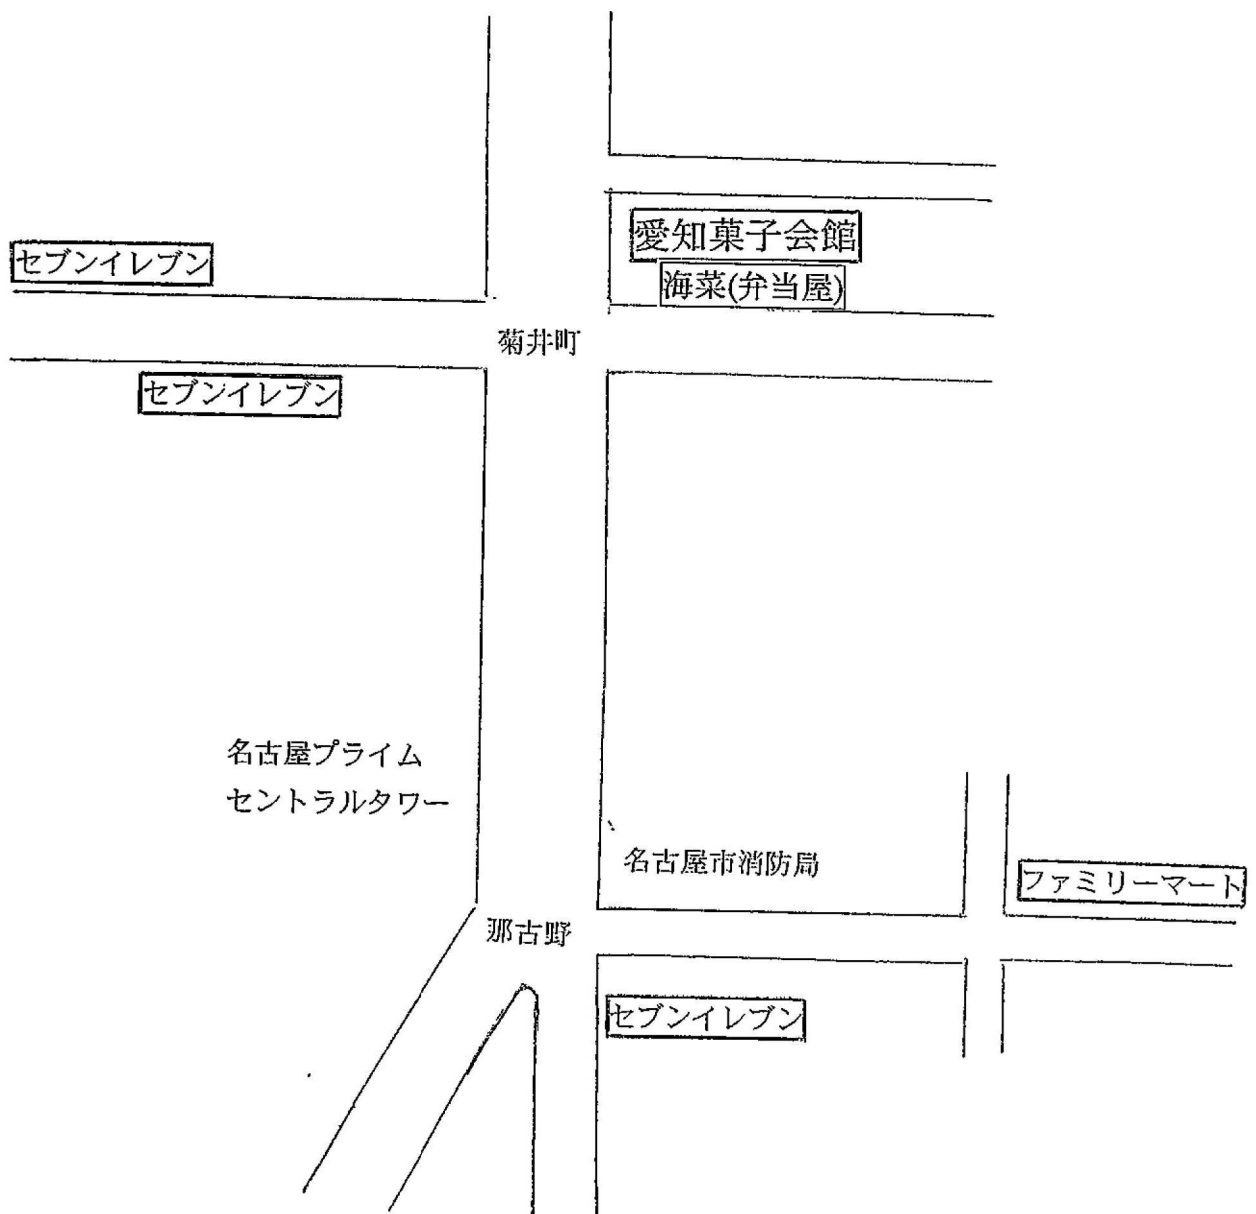 愛知菓子会館
セブンイレブン
海菜(弁当屋)
菊井町
セブンイレブン
名古屋プライム
セントラルタワー
名古屋市消防局
ファミリーマート
那古野
セブンイレブン